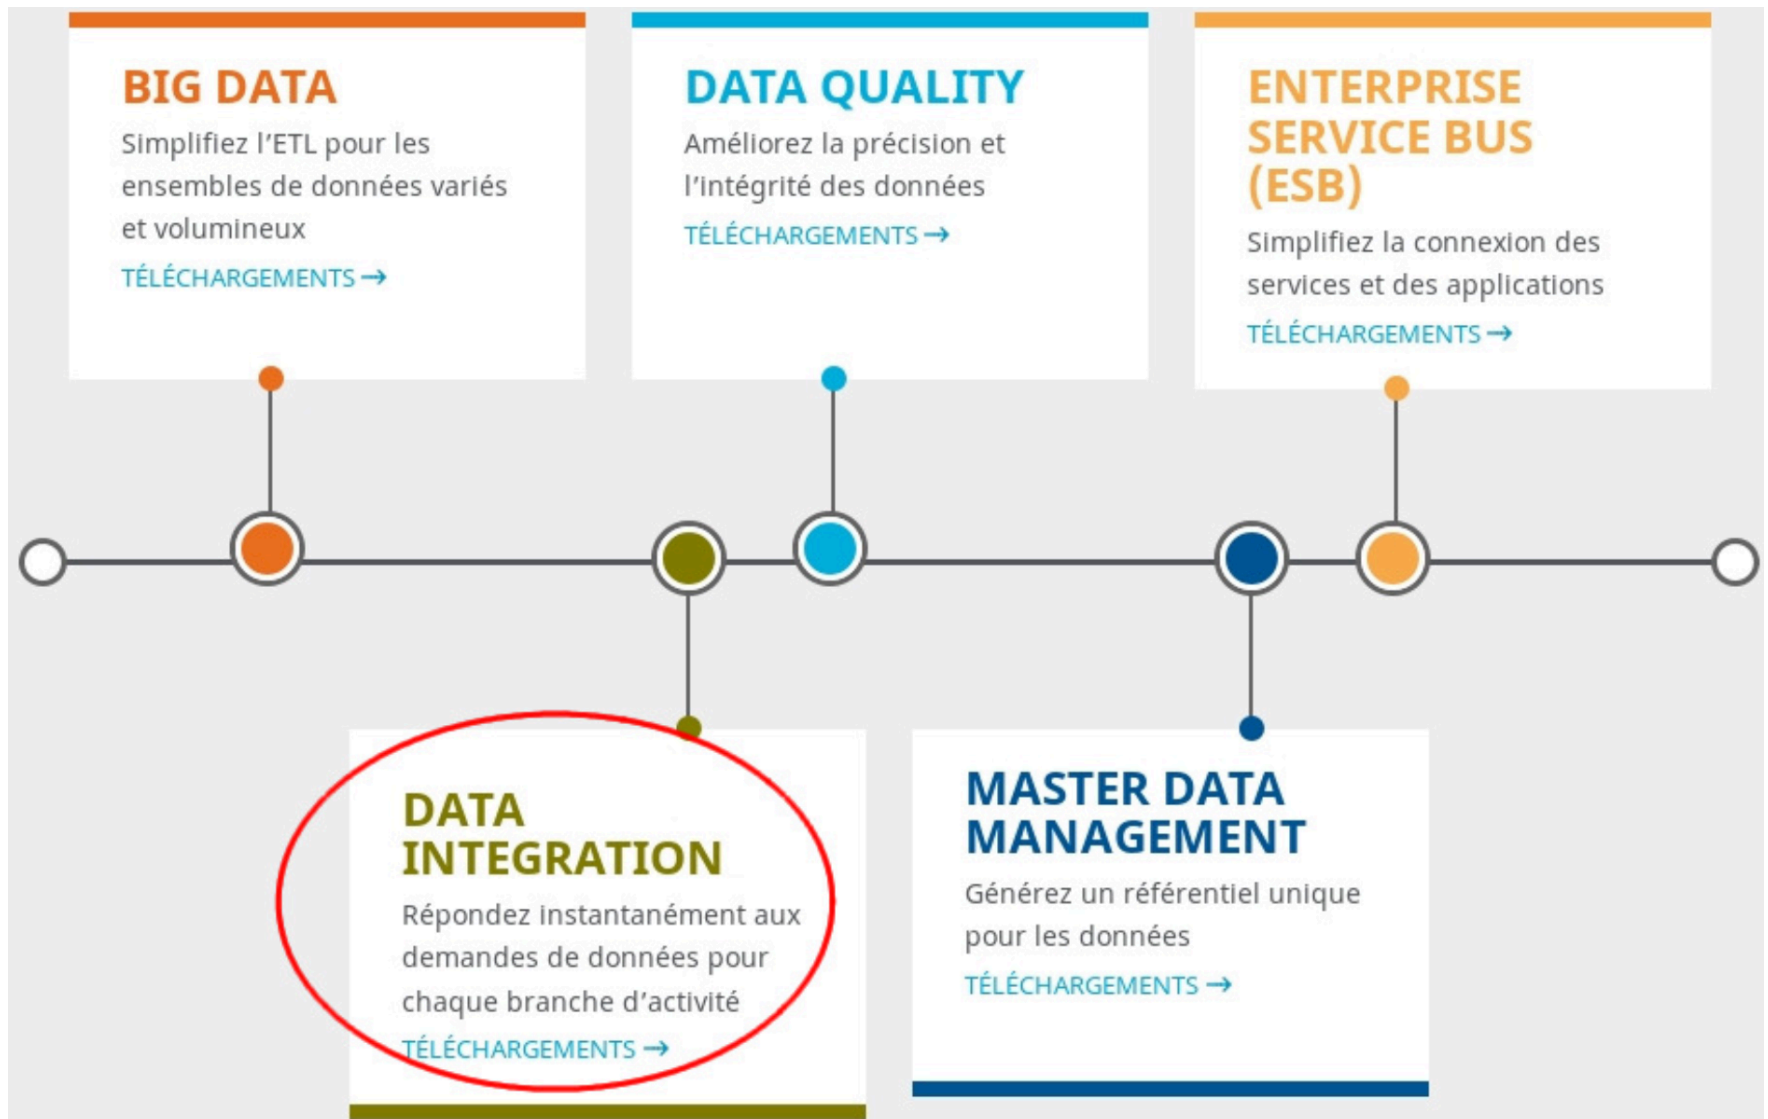 BIG DATA
Simplifiez l’ETL pour les
ensembles de données variés
et volumineux
TÉLÉCHARGEMENTS →
DATA QUALITY
Améliorez la précision et
l’intégrité des données
TÉLÉCHARGEMENTS →
ENTERPRISE
SERVICE BUS
(ESB)
Simplifiez la connexion des
services et des applications
TÉLÉCHARGEMENTS →
DATA
INTEGRATION
Répondez instantanément aux
demandes de données pour
chaque branche d’activité
TÉLÉCHARGEMENTS →
MASTER DATA
MANAGEMENT
Générez un référentiel unique
pour les données
TÉLÉCHARGEMENTS →